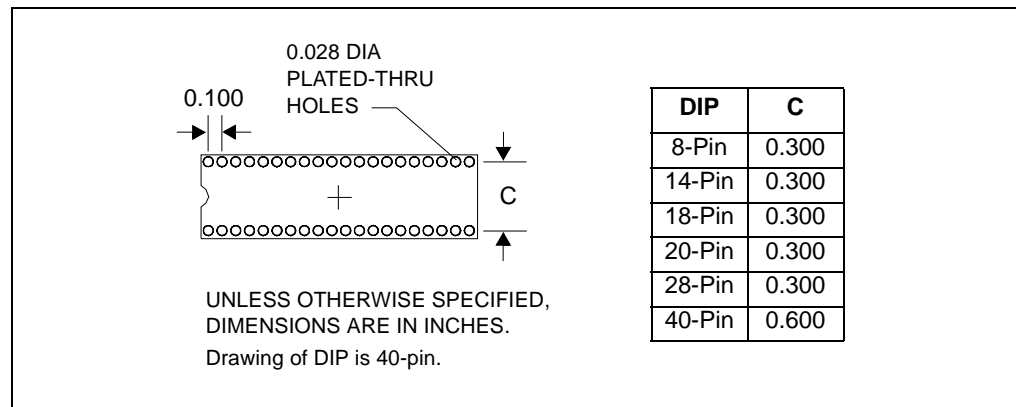 0.028 DIA
PLATED-THRU
HOLES
0.100
C
UNLESS OTHERWISE SPECIFIED,
DIMENSIONS ARE IN INCHES.
Drawing of DIP is 40-pin.
DIP C
8-Pin 0.300
14-Pin 0.300
18-Pin 0.300
20-Pin 0.300
28-Pin 0.300
40-Pin 0.600